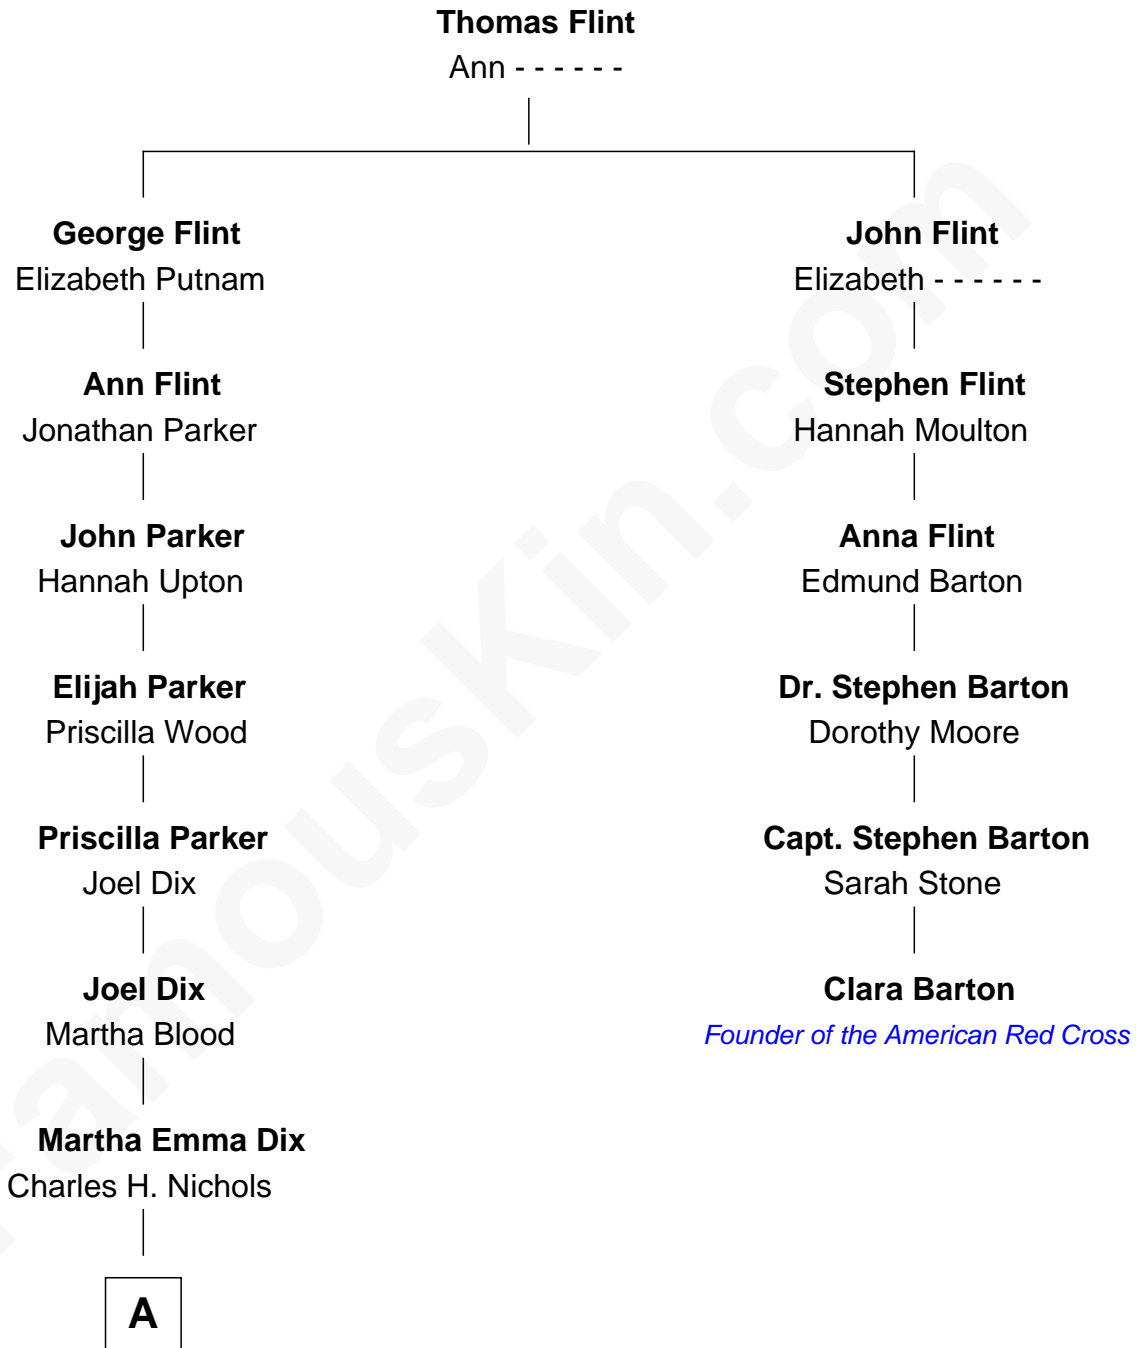 Thomas Flint
Ann - - - - - -
George Flint
Elizabeth Putnam
John Flint
Elizabeth - - - - - -
Ann Flint
Jonathan Parker
Stephen Flint
Hannah Moulton
John Parker
Hannah Upton
Anna Flint
Edmund Barton
Elijah Parker
Priscilla Wood
Dr. Stephen Barton
Dorothy Moore
Priscilla Parker
Joel Dix
Capt. Stephen Barton
Sarah Stone
Joel Dix
Martha Blood
Clara Barton
Founder of the American Red Cross
Martha Emma Dix
Charles H. Nichols
A
FamousKin.com